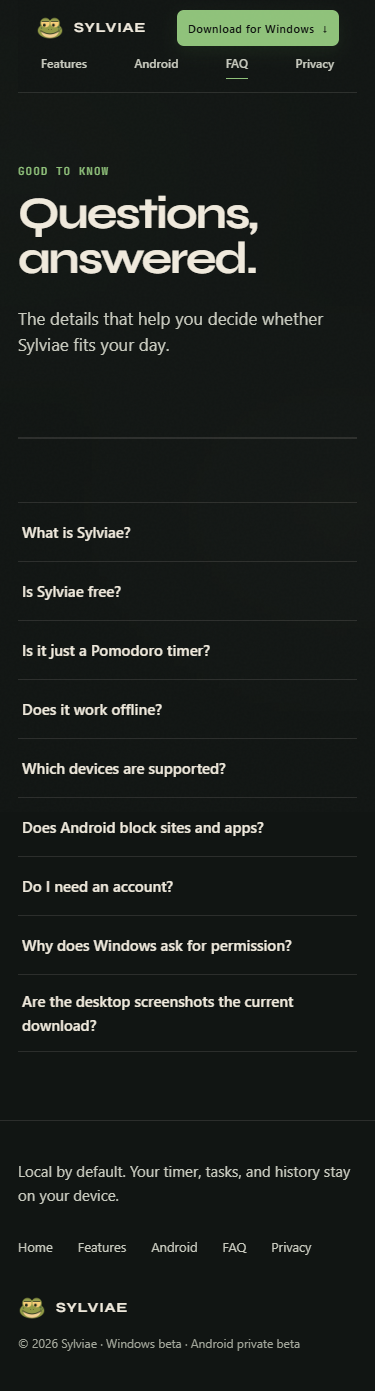 SYLVIAE
Download for Windows ↓
Features Android FAQ Privacy
GOOD TO KNOW
Questions,
answered.
The details that help you decide whether
Sylviae fits your day.
What is Sylviae?
Is Sylviae free?
Is it just a Pomodoro timer?
Does it work offline?
Which devices are supported?
Does Android block sites and apps?
Do I need an account?
Why does Windows ask for permission?
Are the desktop screenshots the current
download?
Local by default. Your timer, tasks, and history stay
on your device.
Home Features Android FAQ Privacy
SYLVIAE
© 2026 Sylviae · Windows beta · Android private beta